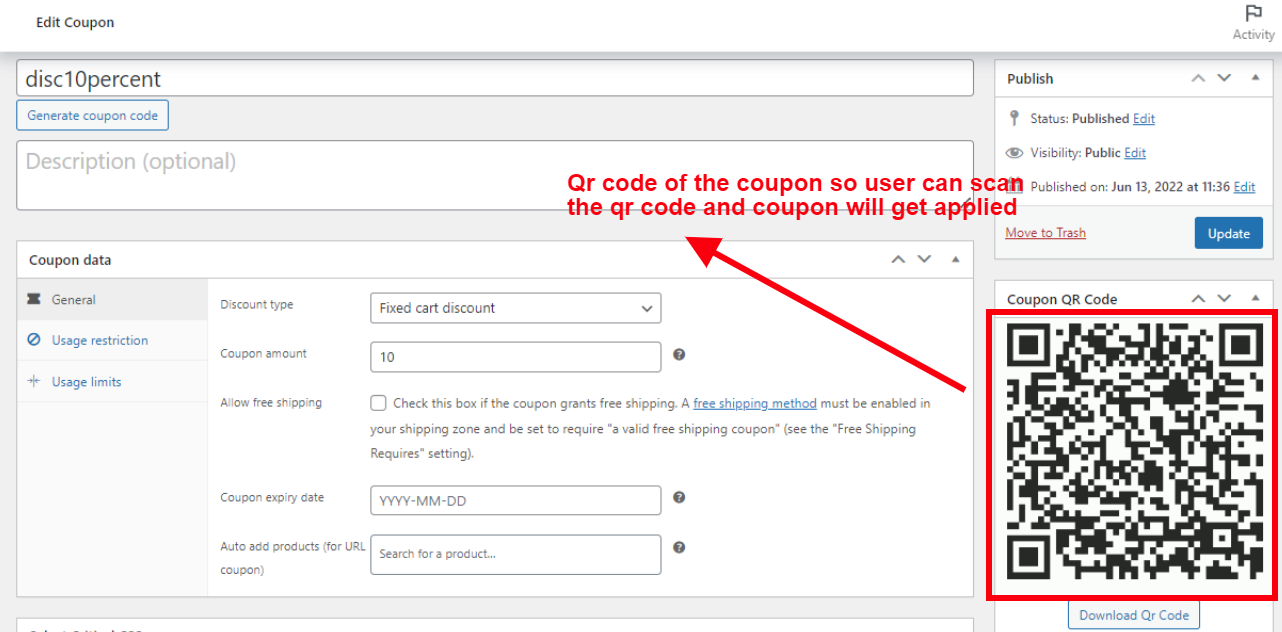 Edit Coupon
Activity
disc10percent
Generate coupon code
Description (optional)
Qr code of the coupon so user can scan
the qr code and coupon will get applied
Publish
Status: Published Edit
Visibility: Public Edit
Published on: Jun 13, 2022 at 11:36 Edit
Move to Trash
Update
Coupon data
General
Usage restriction
Usage limits
Discount type
Fixed cart discount
Coupon amount
10
Allow free shipping
Check this box if the coupon grants free shipping. A free shipping method must be enabled in
your shipping zone and be set to require "a valid free shipping coupon" (see the "Free Shipping
Requires" setting).
Coupon expiry date
YYYY-MM-DD
Auto add products (for URL
coupon)
Search for a product...
Coupon QR Code
Download Qr Code